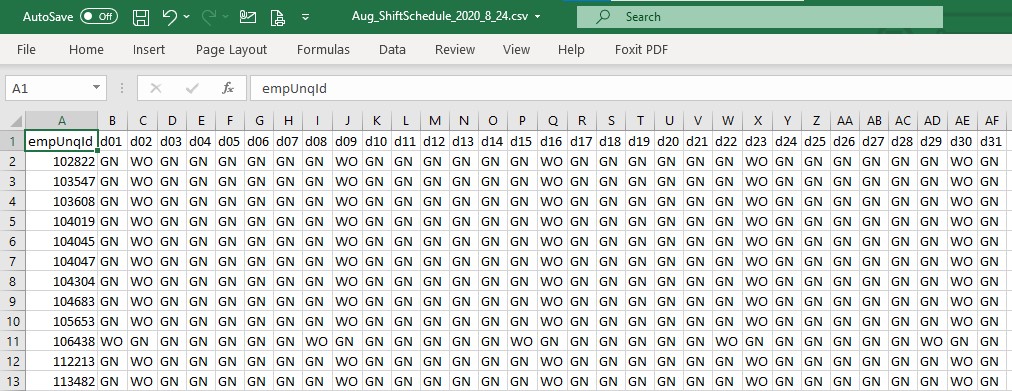 AutoSave Off Aug_ShiftSchedule_2020_8_24.csv Search
File Home Insert Page Layout Formulas Data Review View Help Foxit PDF
A1 fx empUnqId
A B C D E F G H I J K L M N O P Q R S T U V W X Y Z AA AB AC AD AE AF
1 empUnqId d01 d02 d03 d04 d05 d06 d07 d08 d09 d10 d11 d12 d13 d14 d15 d16 d17 d18 d19 d20 d21 d22 d23 d24 d25 d26 d27 d28 d29 d30 d31
2 102822 GN WO GN GN GN GN GN GN WO GN GN GN GN GN GN WO GN GN GN GN GN GN WO GN GN GN GN GN GN WO GN
3 103547 GN WO GN GN GN GN GN GN WO GN GN GN GN GN GN WO GN GN GN GN GN GN WO GN GN GN GN GN GN WO GN
4 103608 GN WO GN GN GN GN GN GN WO GN GN GN GN GN GN WO GN GN GN GN GN GN WO GN GN GN GN GN GN WO GN
5 104019 GN WO GN GN GN GN GN GN WO GN GN GN GN GN GN WO GN GN GN GN GN GN WO GN GN GN GN GN GN WO GN
6 104045 GN WO GN GN GN GN GN GN WO GN GN GN GN GN GN WO GN GN GN GN GN GN WO GN GN GN GN GN GN WO GN
7 104047 GN WO GN GN GN GN GN GN WO GN GN GN GN GN GN WO GN GN GN GN GN GN WO GN GN GN GN GN GN WO GN
8 104304 GN WO GN GN GN GN GN GN WO GN GN GN GN GN GN WO GN GN GN GN GN GN WO GN GN GN GN GN GN WO GN
9 104683 GN WO GN GN GN GN GN GN WO GN GN GN GN GN GN WO GN GN GN GN GN GN WO GN GN GN GN GN GN WO GN
10 105653 GN WO GN GN GN GN GN GN WO GN GN GN GN GN GN WO GN GN GN GN GN GN WO GN GN GN GN GN GN WO GN
11 106438 WO GN GN GN GN GN GN WO GN GN GN GN GN GN WO GN GN GN GN GN GN WO GN GN GN GN GN GN WO GN GN
12 112213 GN WO GN GN GN GN GN GN WO GN GN GN GN GN GN WO GN GN GN GN GN GN WO GN GN GN GN GN GN WO GN
13 113482 GN WO GN GN GN GN GN GN WO GN GN GN GN GN GN WO GN GN GN GN GN GN WO GN GN GN GN GN GN WO GN